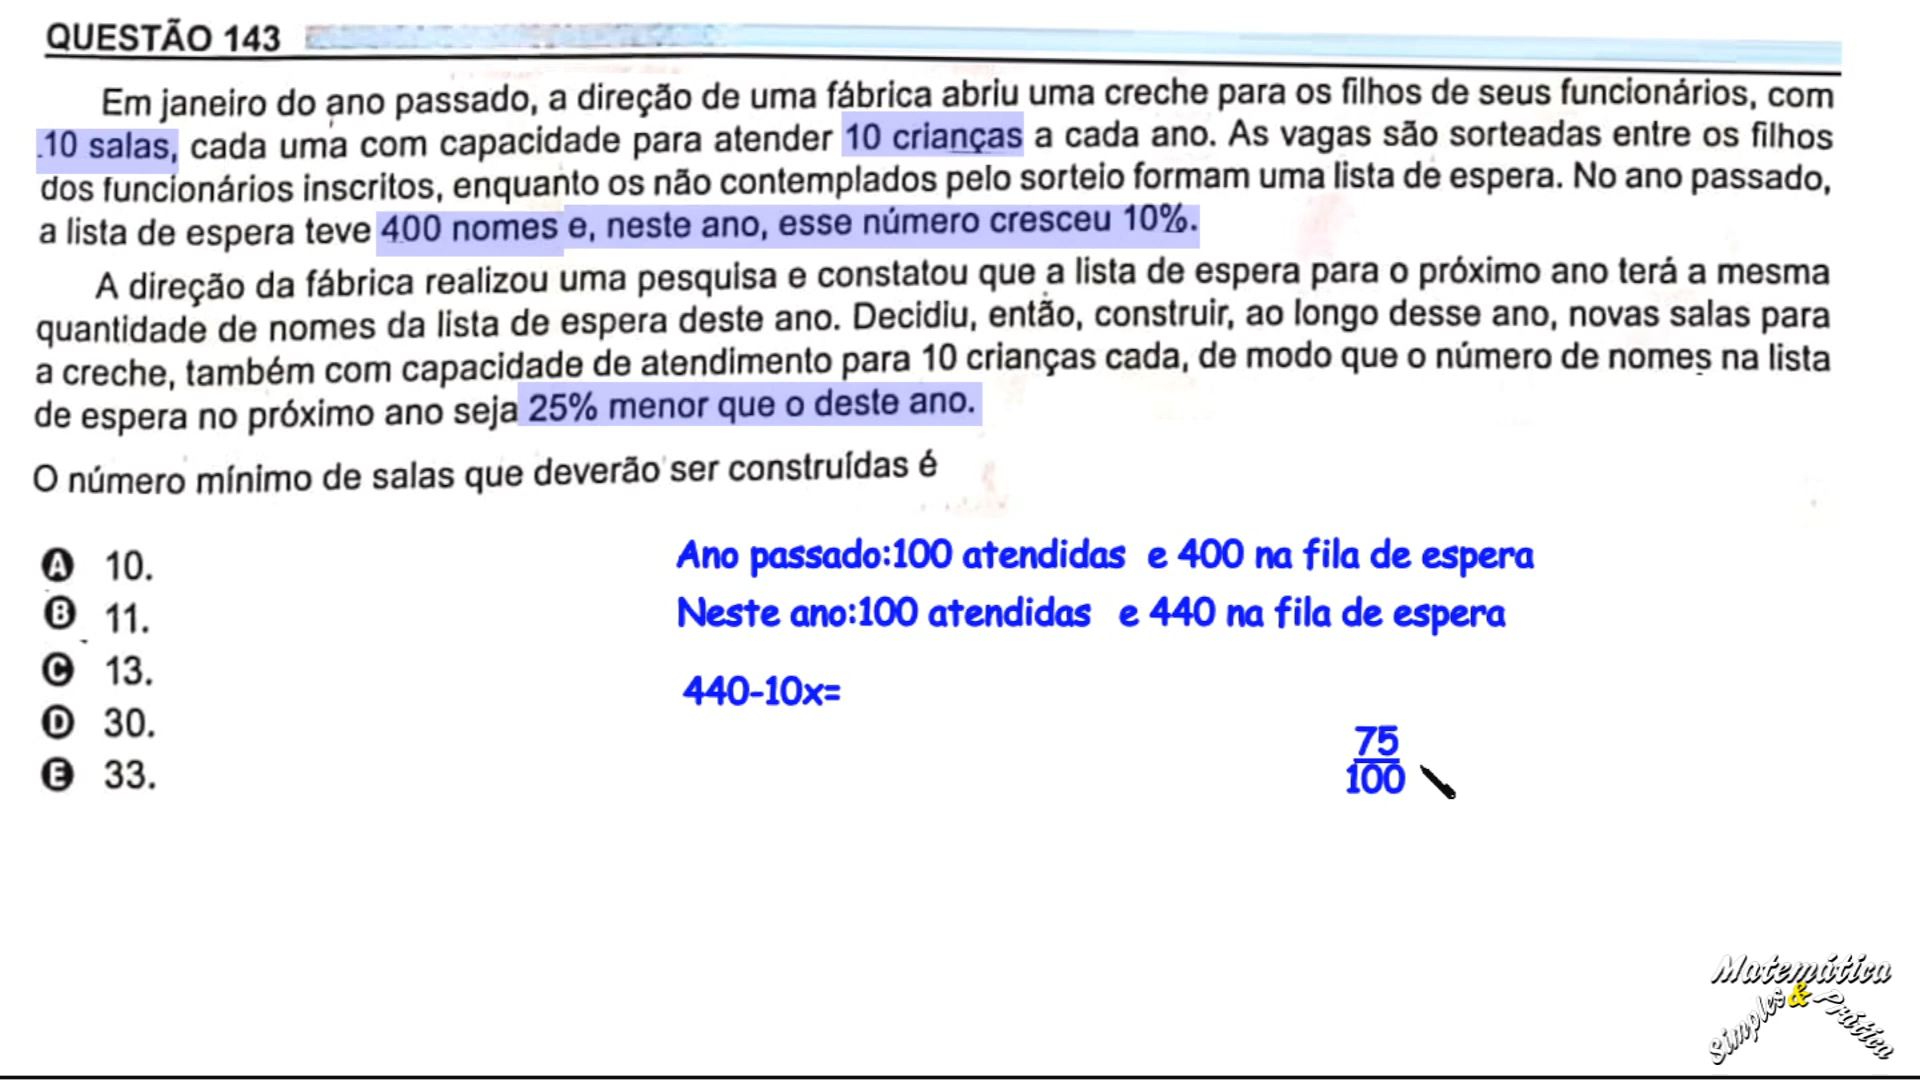 QUESTÃO 143
Em janeiro do ano passado, a direção de uma fábrica abriu uma creche para os filhos de seus funcionários, com
10 salas, cada uma com capacidade para atender 10 crianças a cada ano. As vagas são sorteadas entre os filhos
dos funcionários inscritos, enquanto os não contemplados pelo sorteio formam uma lista de espera. No ano passado,
a lista de espera teve 400 nomes e, neste ano, esse número cresceu 10%.
A direção da fábrica realizou uma pesquisa e constatou que a lista de espera para o próximo ano terá a mesma
quantidade de nomes da lista de espera deste ano. Decidiu, então, construir, ao longo desse ano, novas salas para
a creche, também com capacidade de atendimento para 10 crianças cada, de modo que o número de nomes na lista
de espera no próximo ano seja 25% menor que o deste ano.
O número mínimo de salas que deverão ser construídas é
A 10.
B 11.
C 13.
D 30.
E 33.
Ano passado:100 atendidas e 400 na fila de espera
Neste ano:100 atendidas e 440 na fila de espera
440-10x=
75
100
Matemática
Simples & Prática